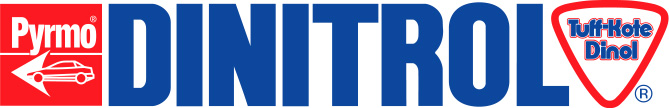 Pyrmo®
DINITROL
Tuff-Kote
Dinol
®